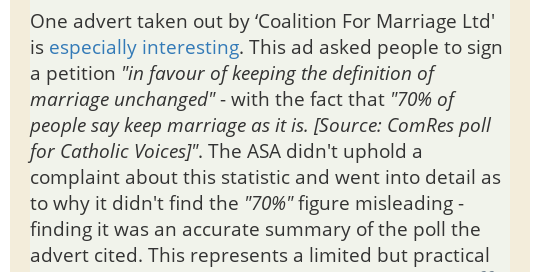 One advert taken out by ‘Coalition For Marriage Ltd'
is especially interesting. This ad asked people to sign
a petition "in favour of keeping the definition of
marriage unchanged" - with the fact that "70% of
people say keep marriage as it is. [Source: ComRes poll
for Catholic Voices]". The ASA didn't uphold a
complaint about this statistic and went into detail as
to why it didn't find the "70%" figure misleading -
finding it was an accurate summary of the poll the
advert cited. This represents a limited but practical